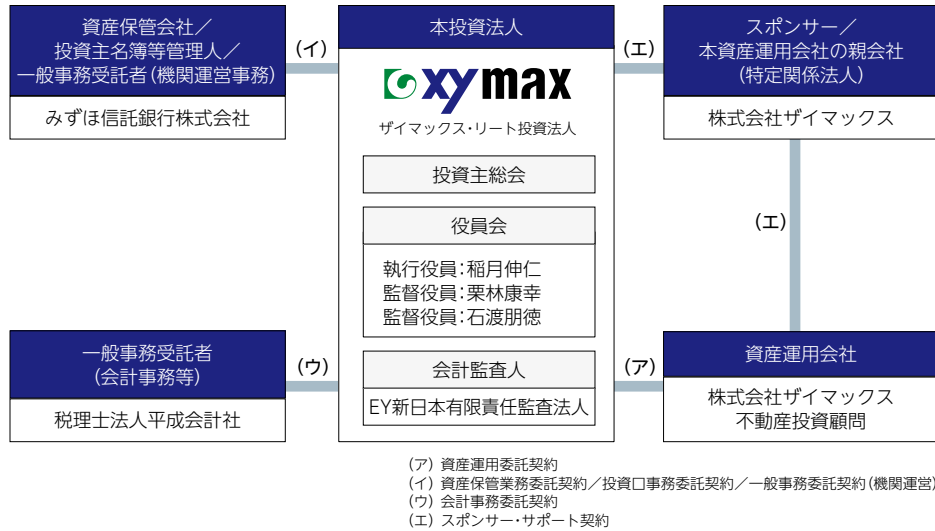 資産保管会社／
投資主名簿等管理人／
一般事務受託者(機関運営事務)
みずほ信託銀行株式会社
(イ)
本投資法人
xymax
ザイマックス・リート投資法人
投資主総会
役員会
執行役員：稲月伸仁
監督役員：栗林康幸
監督役員：石渡朋徳
会計監査人
EY新日本有限責任監査法人
(エ)
スポンサー／
本資産運用会社の親会社
(特定関係法人)
株式会社ザイマックス
(エ)
一般事務受託者
(会計事務等)
税理士法人平成会計社
(ウ)
(ア)
資産運用会社
株式会社ザイマックス
不動産投資顧問
(ア) 資産運用委託契約
(イ) 資産保管業務委託契約／投資口事務委託契約／一般事務委託契約(機関運営)
(ウ) 会計事務委託契約
(エ) スポンサー・サポート契約